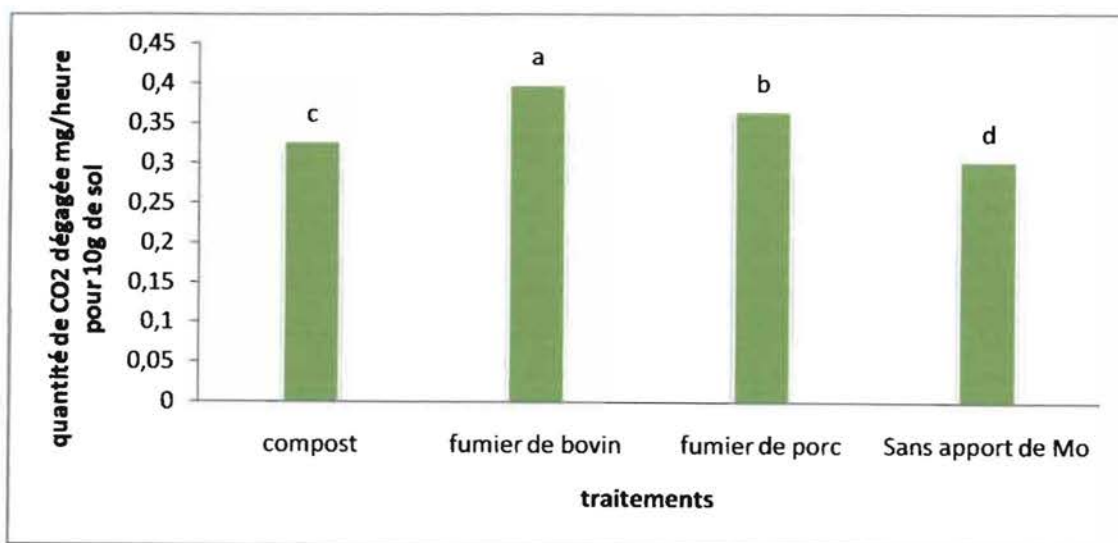 quantité de CO2 dégagée mg/heure
pour 10g de sol
0,45
0,4
0,35
0,3
0,25
0,2
0,15
0,1
0,05
0
c
a
b
d
compost
fumier de bovin
fumier de porc
Sans apport de Mo
traitements